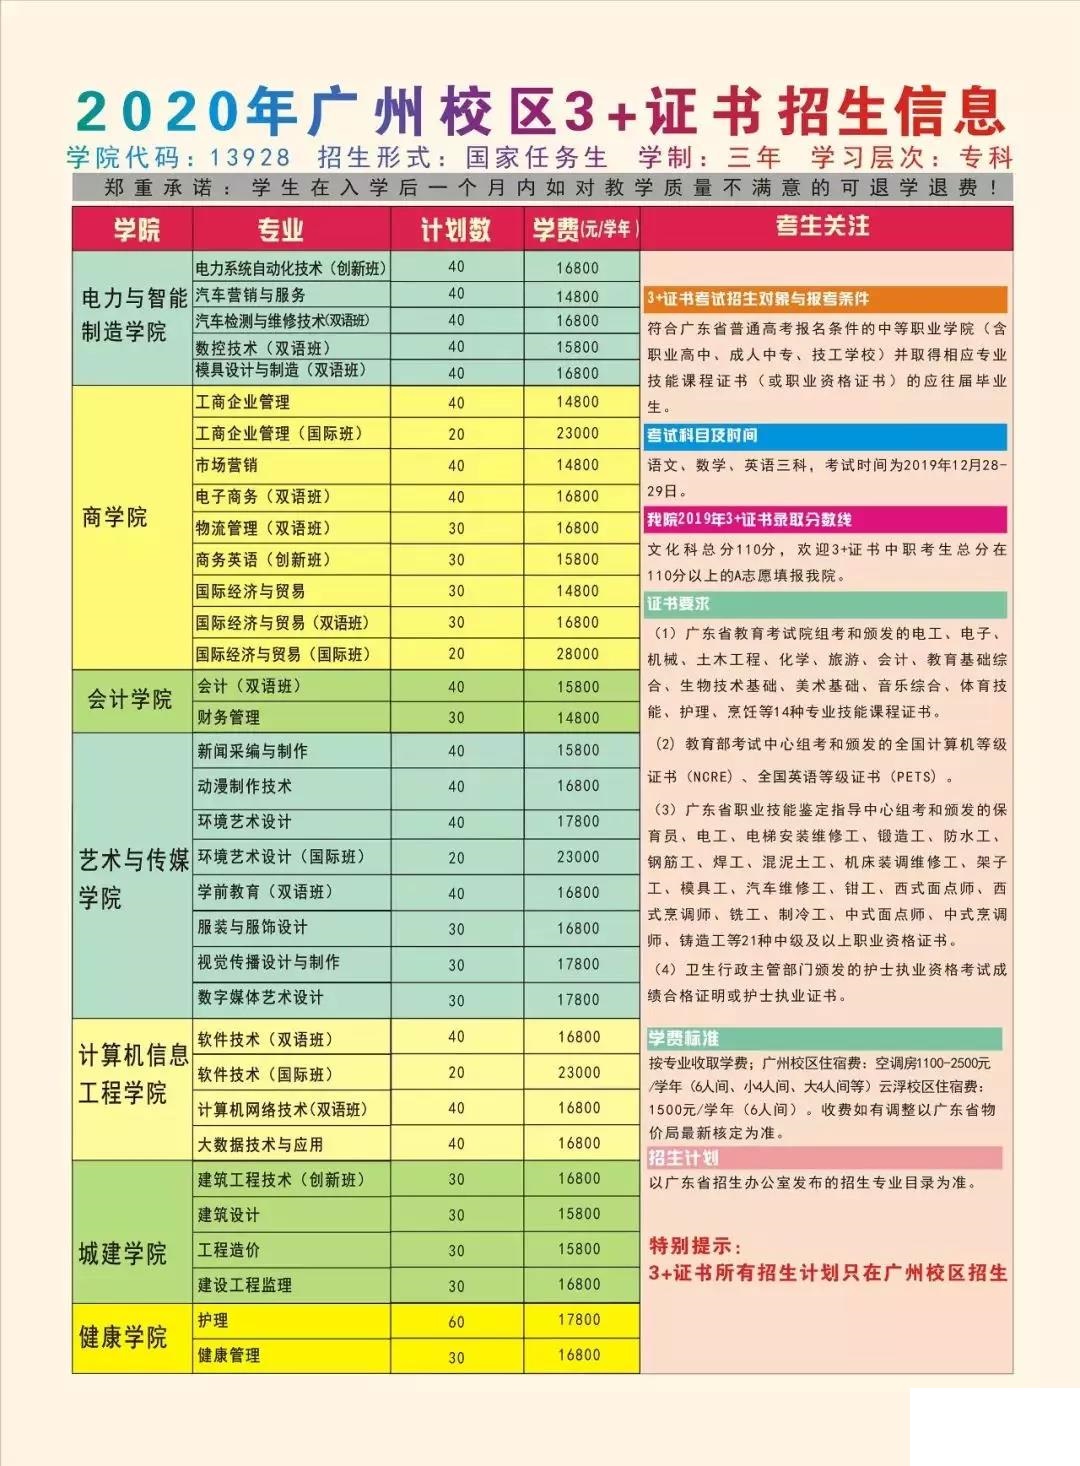 2020年广州校区3+证书招生信息
学院代码：13928 招生形式：国家任务生 学制：三年 学习层次：专科
郑重承诺：学生在入学后一个月内如对教学质量不满意的可退学退费！
学院 专业 计划数 学费(元/学年) 考生关注
电力与智能
制造学院
电力系统自动化技术（创新班） 40 16800
汽车营销与服务 40 14800
汽车检测与维修技术(双语班) 40 16800
数控技术（双语班） 40 15800
模具设计与制造（双语班） 40 16800
商学院
工商企业管理 40 14800
工商企业管理（国际班） 20 23000
市场营销 40 14800
电子商务（双语班） 40 16800
物流管理（双语班） 30 16800
商务英语（创新班） 30 15800
国际经济与贸易 30 14800
国际经济与贸易（双语班） 30 16800
国际经济与贸易（国际班） 20 28000
会计学院
会计（双语班） 40 15800
财务管理 30 14800
艺术与传媒
学院
新闻采编与制作 40 15800
动漫制作技术 40 16800
环境艺术设计 40 17800
环境艺术设计（国际班） 20 23000
学前教育（双语班） 40 16800
服装与服饰设计 30 16800
视觉传播设计与制作 30 17800
数字媒体艺术设计 30 17800
计算机信息
工程学院
软件技术（双语班） 40 16800
软件技术（国际班） 20 23000
计算机网络技术(双语班) 40 16800
大数据技术与应用 40 16800
城建学院
建筑工程技术（创新班） 30 16800
建筑设计 30 15800
工程造价 30 15800
建设工程监理 30 16800
健康学院
护理 60 17800
健康管理 30 16800
3+证书考试招生对象与报考条件
符合广东省普通高考报名条件的中等职业学院（含
职业高中、成人中专、技工学校）并取得相应专业
技能课程证书（或职业资格证书）的应往届毕业
生。
考试科目及时间
语文、数学、英语三科，考试时间为2019年12月28-
29日。
我院2019年3+证书录取分数线
文化科总分110分，欢迎3+证书中职考生总分在
110分以上的A志愿填报我院。
证书要求
（1）广东省教育考试院组考和颁发的电工、电子、
机械、土木工程、化学、旅游、会计、教育基础综
合、生物技术基础、美术基础、音乐综合、体育技
能、护理、烹饪等14种专业技能课程证书。
（2）教育部考试中心组考和颁发的全国计算机等级
证书（NCRE）、全国英语等级证书（PETS）。
（3）广东省职业技能鉴定指导中心组考和颁发的保
育员、电工、电梯安装维修工、锻造工、防水工、
钢筋工、焊工、混泥土工、机床装调维修工、架子
工、模具工、汽车维修工、钳工、西式面点师、西
式烹调师、铣工、制冷工、中式面点师、中式烹调
师、铸造工等21种中级及以上职业资格证书。
（4）卫生行政主管部门颁发的护士执业资格考试成
绩合格证明或护士执业证书。
学费标准
按专业收取学费；广州校区住宿费：空调房1100-2500元
/学年（6人间、小4人间、大4人间等）云浮校区住宿费：
1500元/学年（6人间）。收费如有调整以广东省物
价局最新核定为准。
招生计划
以广东省招生办公室发布的招生专业目录为准。
特别提示：
3+证书所有招生计划只在广州校区招生